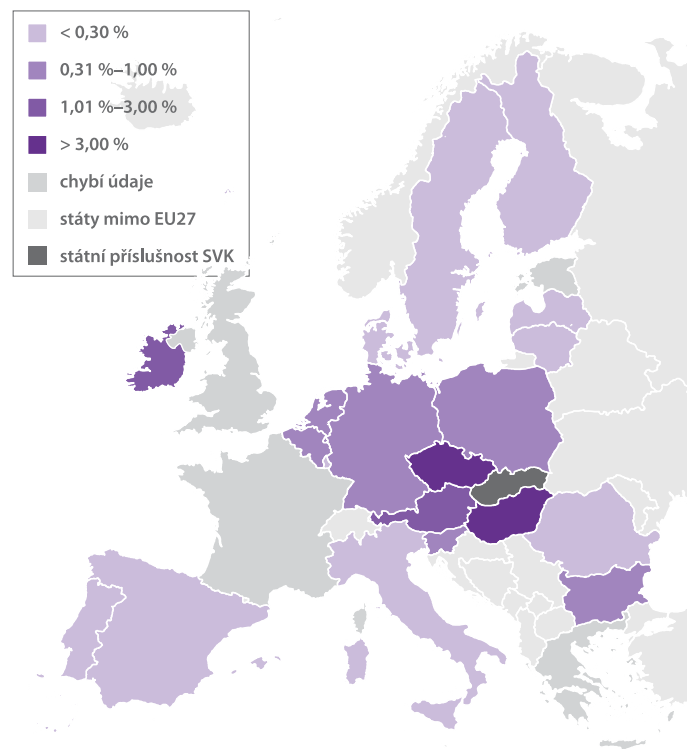 < 0,30 %
0,31 %–1,00 %
1,01 %–3,00 %
> 3,00 %
chybí údaje
státy mimo EU27
státní příslušnost SVK